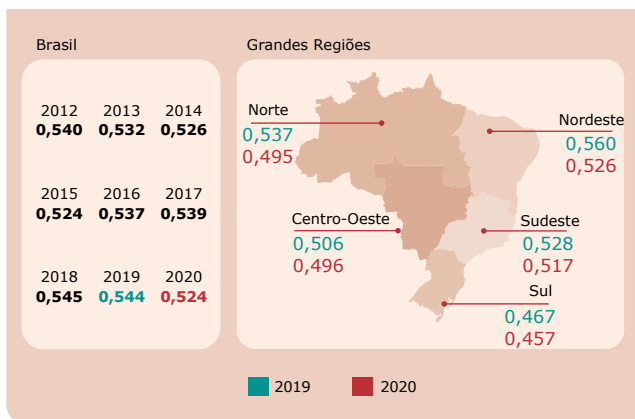 Brasil
2012 2013 2014
0,540 0,532 0,526
2015 2016 2017
0,524 0,537 0,539
2018 2019 2020
0,545 0,544 0,524
Grandes Regiões
Norte
0,537
0,495
Nordeste
0,560
0,526
Centro-Oeste
0,506
0,496
Sudeste
0,528
0,517
Sul
0,467
0,457
2019 2020